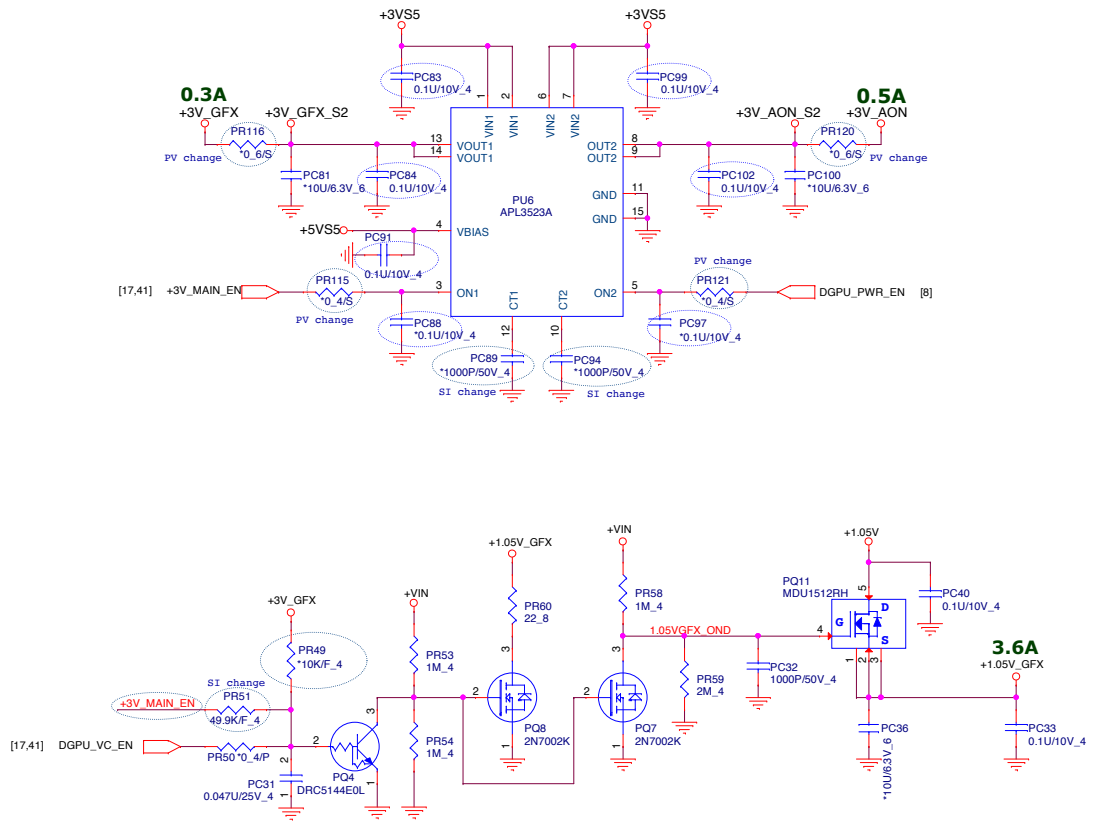 +3VS5
+3VS5
PC83
0.1U/10V_4
PC99
0.1U/10V_4
0.3A
+3V_GFX
+3V_GFX_S2
PR116
*0_6/S
PV change
1
2
6
7
VIN1
VIN1
VIN2
VIN2
+3V_AON_S2
0.5A
+3V_AON
PR120
*0_6/S
PV change
13
VOUT1
14
VOUT1
8
OUT2
9
OUT2
PC81
*10U/6.3V_6
PC84
0.1U/10V_4
PU6
APL3523A
11
GND
15
GND
PC102
0.1U/10V_4
PC100
*10U/6.3V_6
+5VS5
4
VBIAS
PC91
0.1U/10V_4
[17,41]
+3V_MAIN_EN
PR115
*0_4/S
PV change
3
ON1
CT1
CT2
5
ON2
PV change
PR121
*0_4/S
DGPU_PWR_EN
[8]
PC88
*0.1U/10V_4
12
10
PC97
*0.1U/10V_4
PC89
*1000P/50V_4
SI change
PC94
*1000P/50V_4
SI change
+3V_GFX
PR49
*10K/F_4
SI change
+3V_MAIN_EN
PR51
49.9K/F_4
[17,41]
DGPU_VC_EN
PR50
*0_4/P
2
PC31
1
0.047U/25V_4
2
3
1
PQ4
DRC5144E0L
+VIN
PR53
1M_4
PR54
1M_4
+1.05V_GFX
PR60
22_8
3
2
1
PQ8
2N7002K
+VIN
PR58
1M_4
3
2
1
PQ7
2N7002K
1.05VGFX_OND
PR59
2M_4
PC32
1000P/50V_4
+1.05V
PQ11
MDU1512RH
5
D
G
S
4
1
2
3
PC40
0.1U/10V_4
3.6A
+1.05V_GFX
PC36
*10U/6.3V_6
PC33
0.1U/10V_4